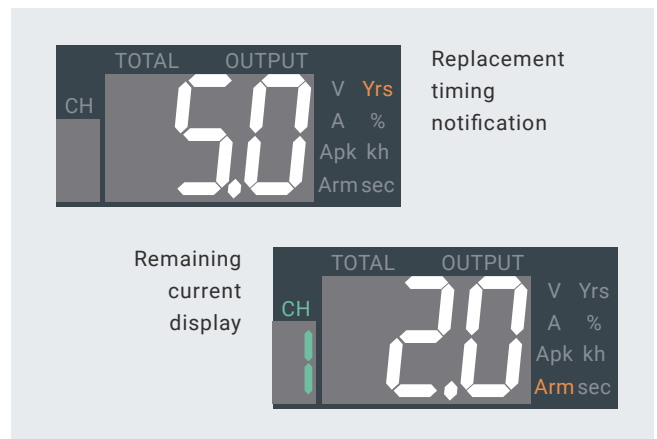 TOTAL OUTPUT
CH
5.0
V Yrs
A %
Apk kh
Arm sec
Replacement
timing
notification
Remaining
current
display
TOTAL OUTPUT
CH
1
2.0
V Yrs
A %
Apk kh
Arm sec